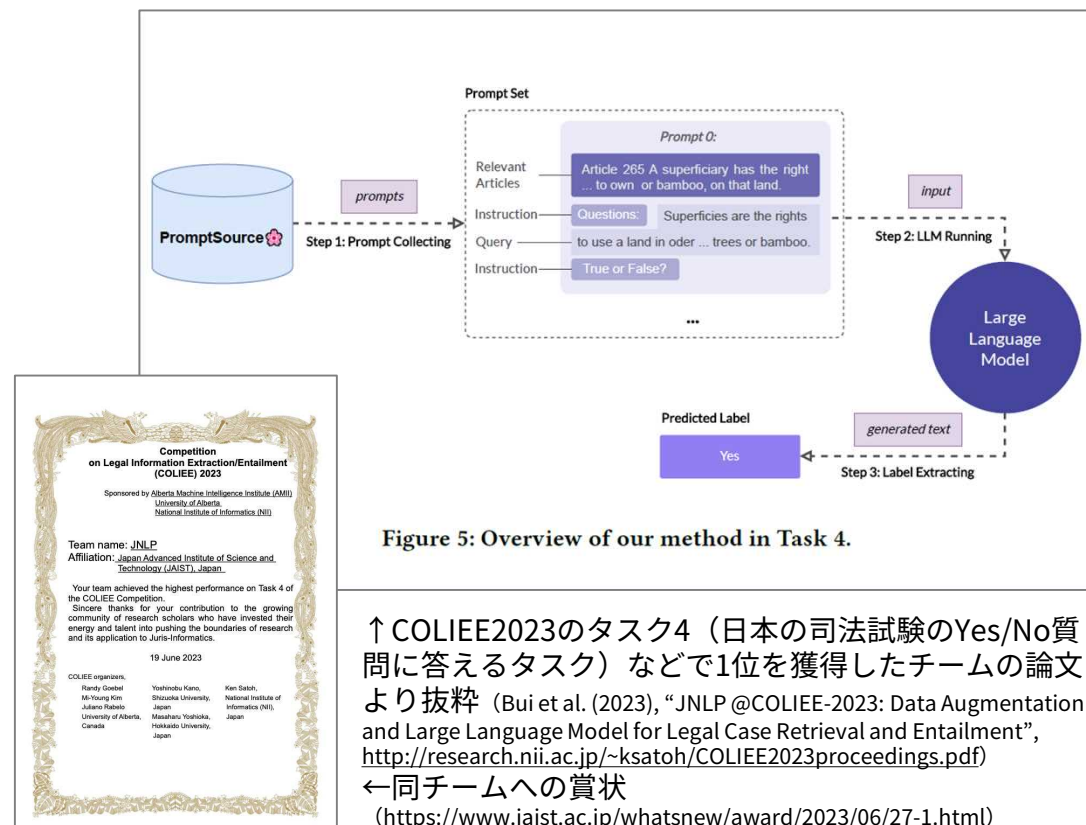 Prompt Set
Prompt 0:
Relevant
Articles
Article 265 A superficiary has the right
... to own or bamboo, on that land.
Instruction
Questions:
Superficies are the rights
Query
to use a land in oder ... trees or bamboo.
Instruction
True or False?
...
PromptSource
prompts
Step 1: Prompt Collecting
input
Step 2: LLM Running
Large
Language
Model
generated text
Step 3: Label Extracting
Predicted Label
Yes
Figure 5: Overview of our method in Task 4.
Competition
on Legal Information Extraction/Entailment
(COLIEE) 2023
Sponsored by Alberta Machine Intelligence Institute (AMII)
University of Alberta
National Institute of Informatics (NII)
Team name: JNLP
Affiliation: Japan Advanced Institute of Science and
Technology (JAIST), Japan
Your team achieved the highest performance on Task 4 of
the COLIEE Competition.
Sincere thanks for your contribution to the growing
community of research scholars who have invested their
energy and talent into pushing the boundaries of research
and its application to Juris-Informatics.
19 June 2023
COLIEE organizers,
Randy Goebel
Mi-Young Kim
Juliano Rabelo
University of Alberta,
Canada
Yoshinobu Kano,
Shizuoka University,
Japan
Masaharu Yoshioka,
Hokkaido University,
Japan
Ken Satoh,
National Institute of
Informatics (NII),
Japan
↑COLIEE2023のタスク4（日本の司法試験のYes/No質
問に答えるタスク）などで1位を獲得したチームの論文
より抜粋（Bui et al. (2023), “JNLP @COLIEE-2023: Data Augmentation
and Large Language Model for Legal Case Retrieval and Entailment”,
http://research.nii.ac.jp/~ksatoh/COLIEE2023proceedings.pdf）
←同チームへの賞状
（https://www.jaist.ac.jp/whatsnew/award/2023/06/27-1.html）